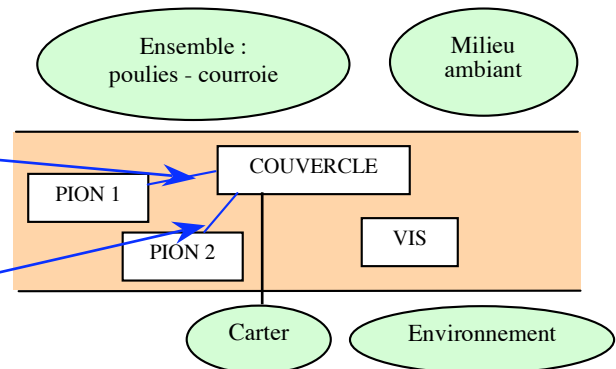 Ensemble :
poulies - courroie
Milieu
ambiant
COUVERCLE
PION 1
PION 2
VIS
Carter
Environnement